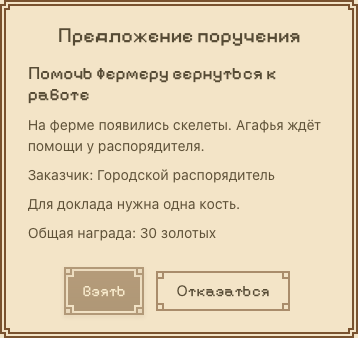 Предложение поручения
Помочь фермеру вернуться к
работе
На ферме появились скелеты. Агафья ждёт
помощи у распорядителя.
Заказчик: Городской распорядитель
Для доклада нужна одна кость.
Общая награда: 30 золотых
Взять Отказаться